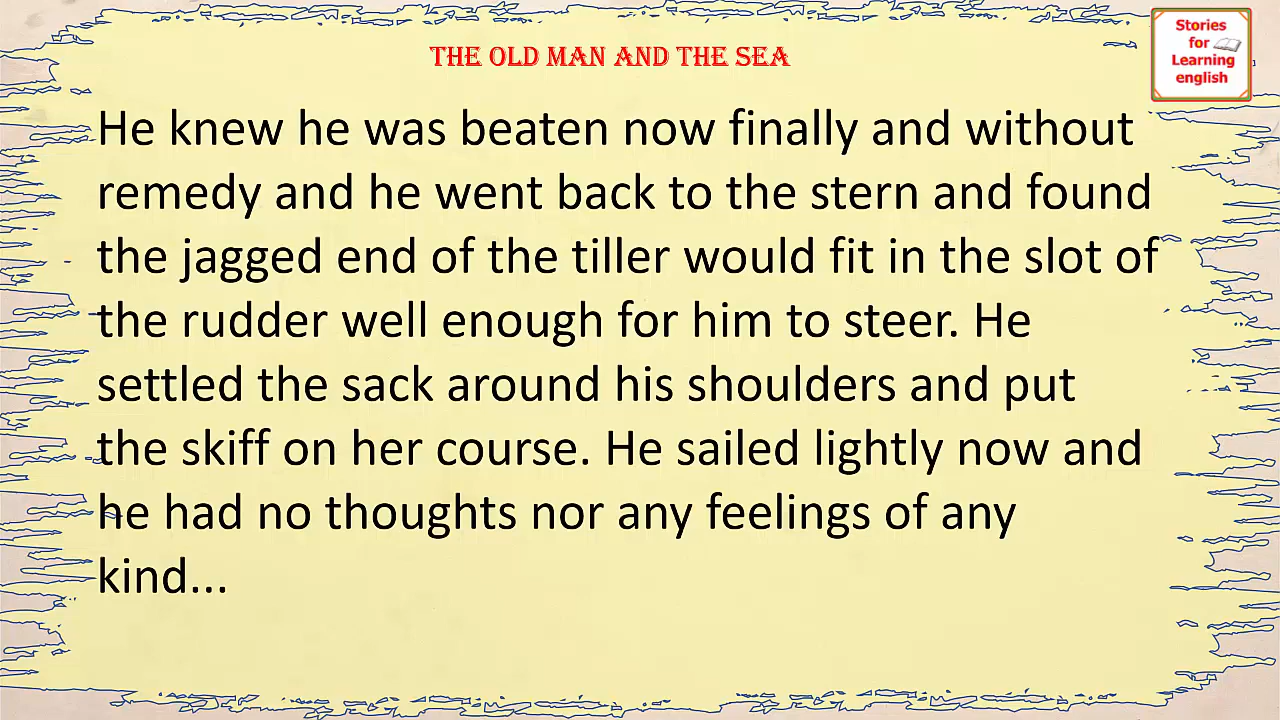 THE OLD MAN AND THE SEA
Stories
for
Learning
english
He knew he was beaten now finally and without
remedy and he went back to the stern and found
the jagged end of the tiller would fit in the slot of
the rudder well enough for him to steer. He
settled the sack around his shoulders and put
the skiff on her course. He sailed lightly now and
he had no thoughts nor any feelings of any
kind...